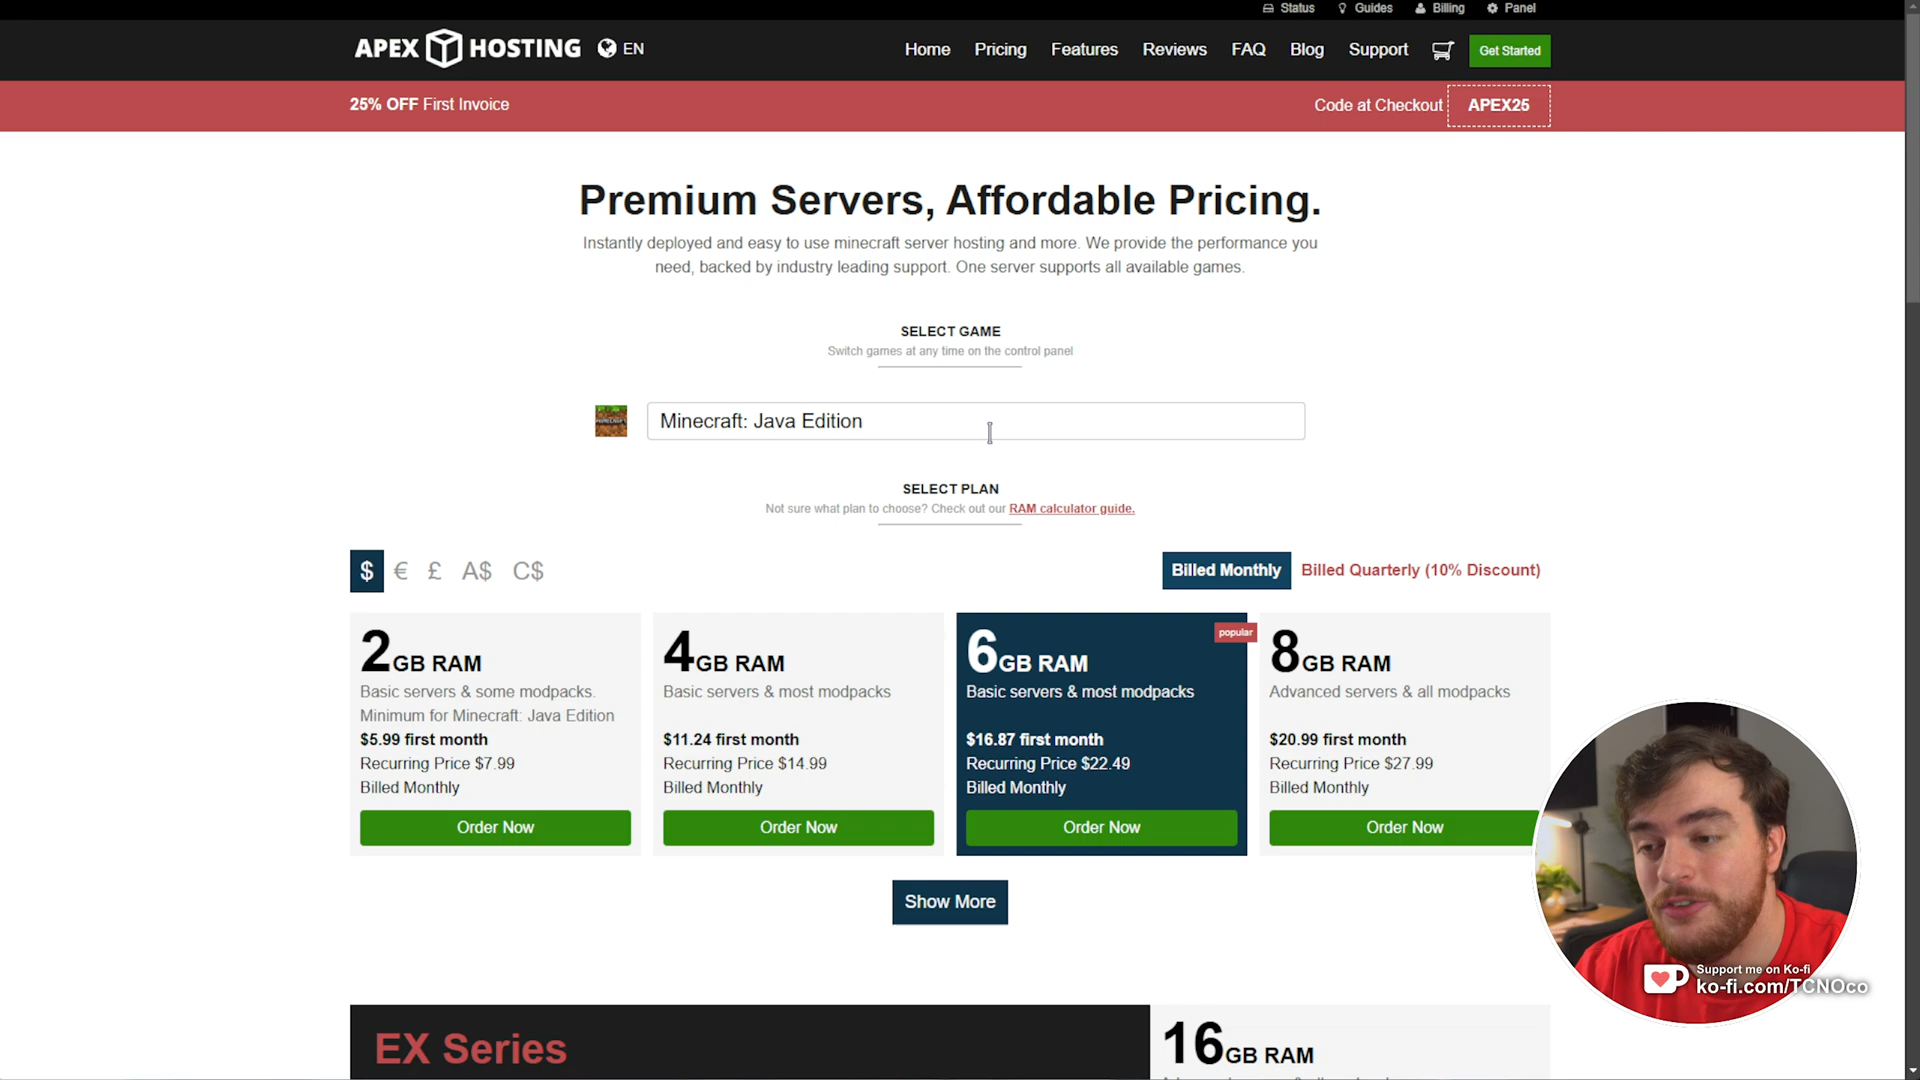 Status
Guides
Billing
Panel
APEX HOSTING
EN
Home
Pricing
Features
Reviews
FAQ
Blog
Support
Get Started
25% OFF First Invoice
Code at Checkout
APEX25
Premium Servers, Affordable Pricing.
Instantly deployed and easy to use minecraft server hosting and more. We provide the performance you
need, backed by industry leading support. One server supports all available games.
SELECT GAME
Switch games at any time on the control panel
MINECRAFT
Minecraft: Java Edition
SELECT PLAN
Not sure what plan to choose? Check out our RAM calculator guide.
$ € £ A$ C$
Billed Monthly
Billed Quarterly (10% Discount)
2GB RAM
Basic servers & some modpacks.
Minimum for Minecraft: Java Edition
$5.99 first month
Recurring Price $7.99
Billed Monthly
Order Now
4GB RAM
Basic servers & most modpacks
$11.24 first month
Recurring Price $14.99
Billed Monthly
Order Now
popular
6GB RAM
Basic servers & most modpacks
$16.87 first month
Recurring Price $22.49
Billed Monthly
Order Now
8GB RAM
Advanced servers & all modpacks
$20.99 first month
Recurring Price $27.99
Billed Monthly
Order Now
Show More
Support me on Ko-fi
ko-fi.com/TCNOco
EX Series
16GB RAM